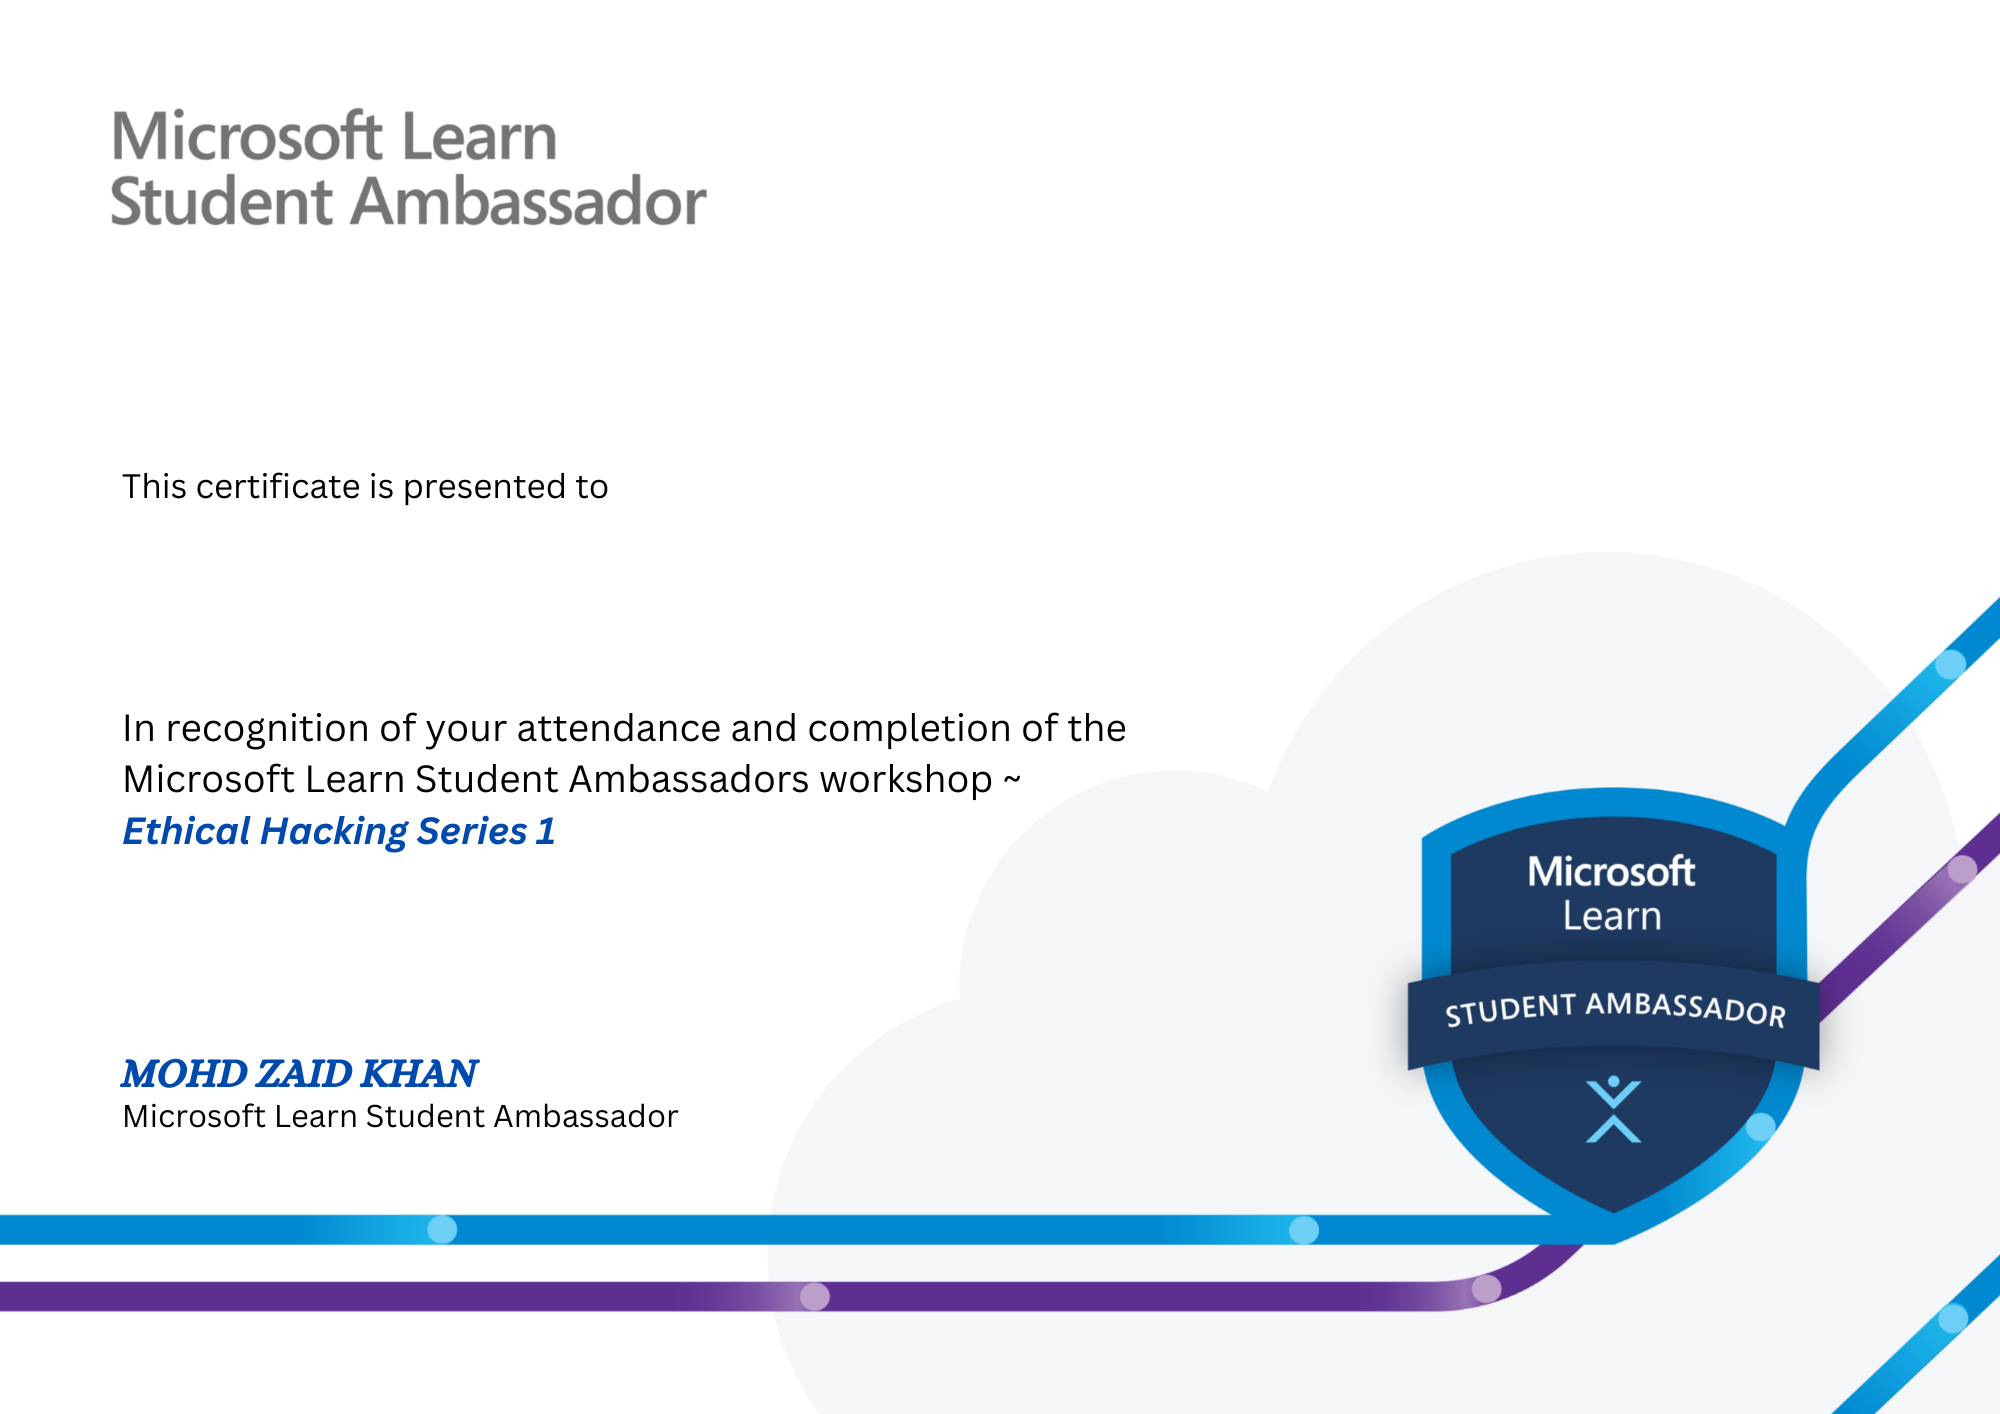 Microsoft Learn
Student Ambassador
This certificate is presented to
In recognition of your attendance and completion of the
Microsoft Learn Student Ambassadors workshop ~
Ethical Hacking Series 1
MOHD ZAID KHAN
Microsoft Learn Student Ambassador
Microsoft
Learn
STUDENT AMBASSADOR